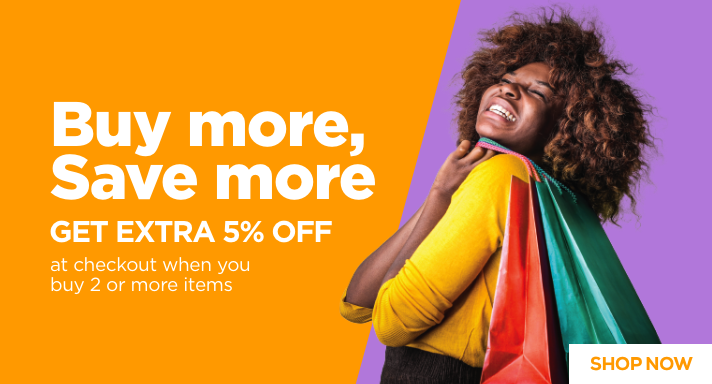 Buy more,
Save more
GET EXTRA 5% OFF
at checkout when you
buy 2 or more items
SHOP NOW